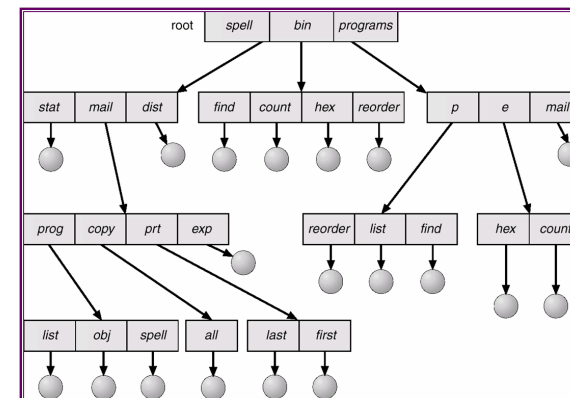 root spell bin programs
stat mail dist find count hex reorder p e mail
prog copy prt exp reorder list find hex count
list obj spell all last first